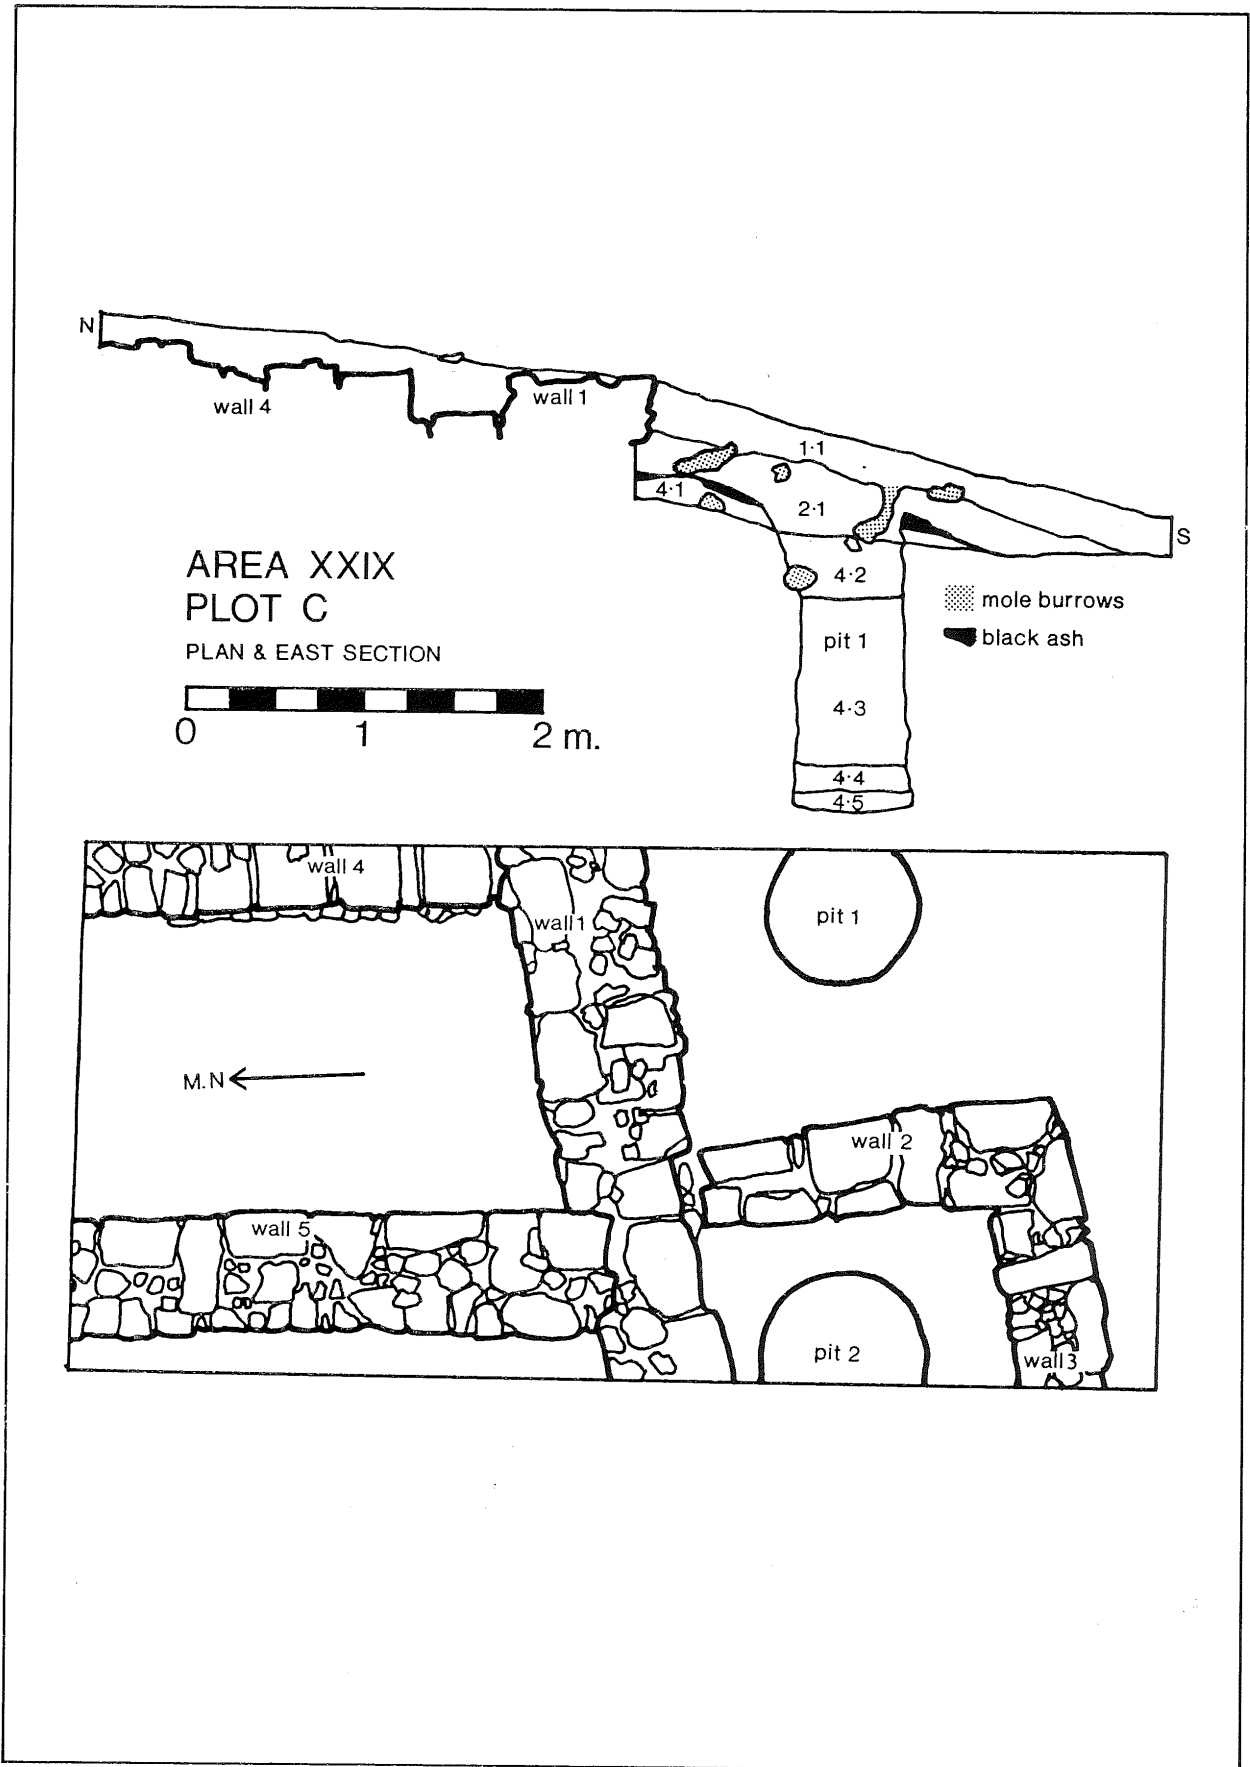 N
wall 4
wall 1
1·1
4·1
2·1
S
4·2
AREA XXIX
PLOT C
PLAN & EAST SECTION
mole burrows
black ash
pit 1
4·3
0 1 2 m.
4·4
4·5
wall 4
wall 1
pit 1
M.N
wall 2
wall 5
pit 2
wall 3